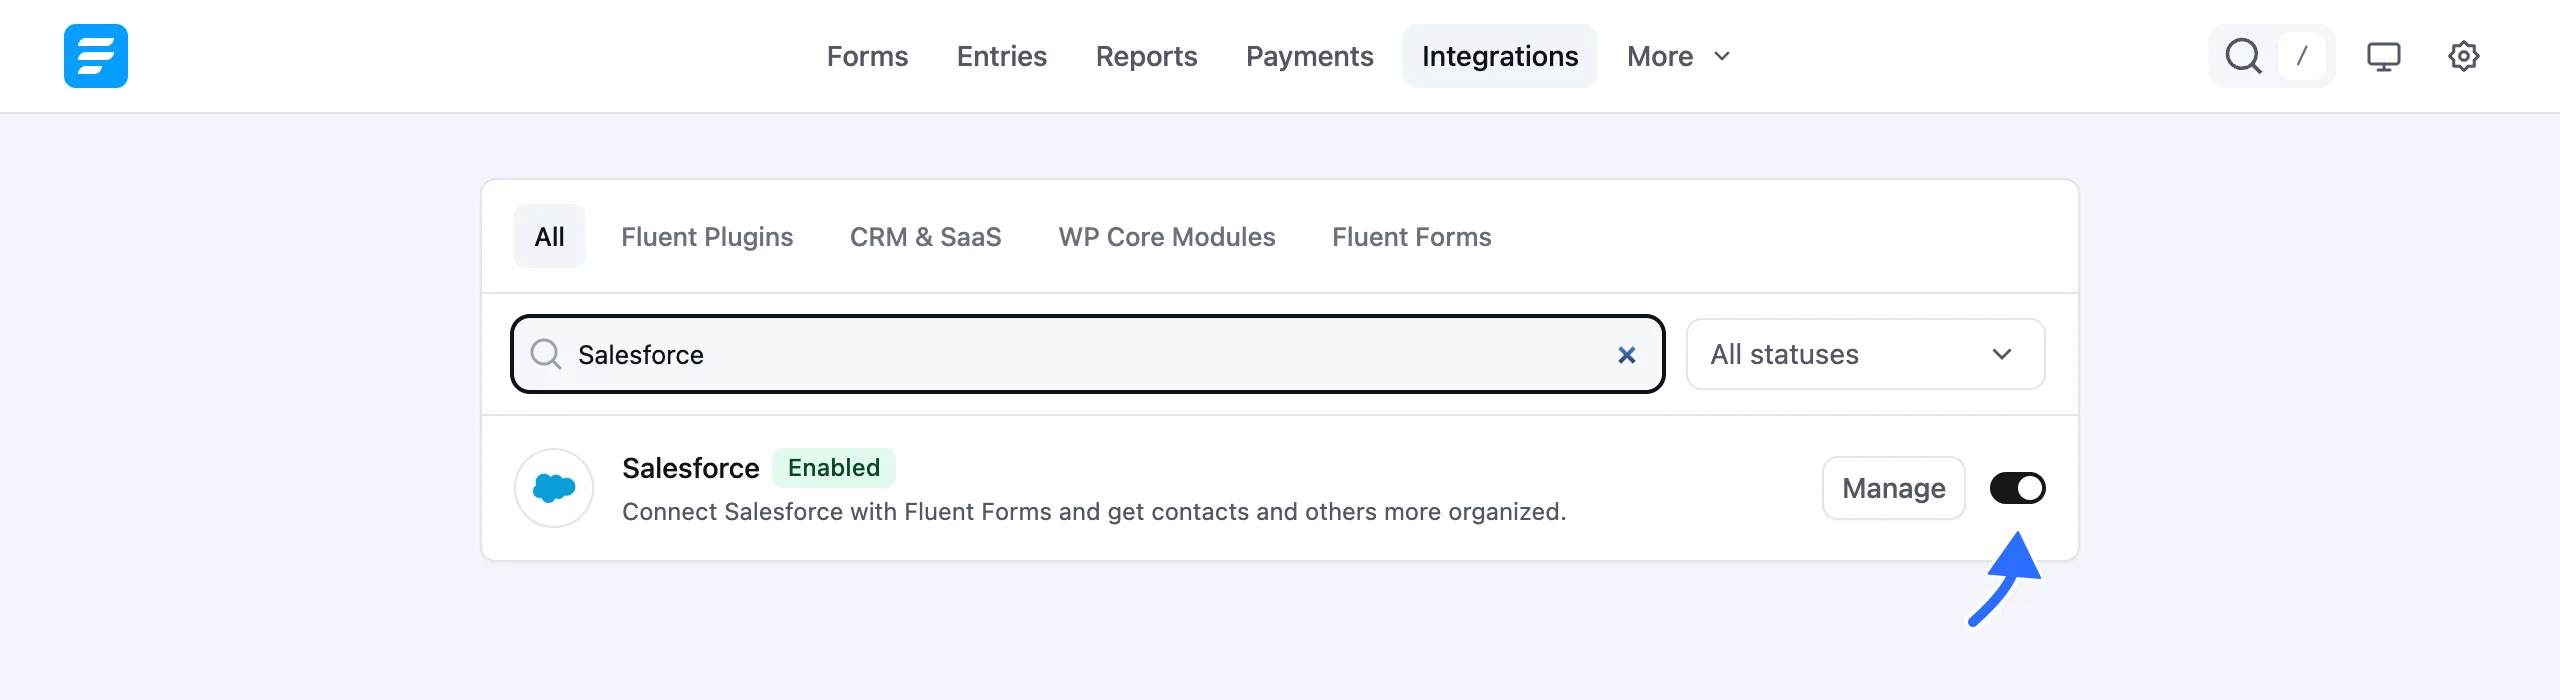 Forms Entries Reports Payments Integrations More /
All Fluent Plugins CRM & SaaS WP Core Modules Fluent Forms
Salesforce All statuses
Salesforce Enabled
Connect Salesforce with Fluent Forms and get contacts and others more organized.
Manage